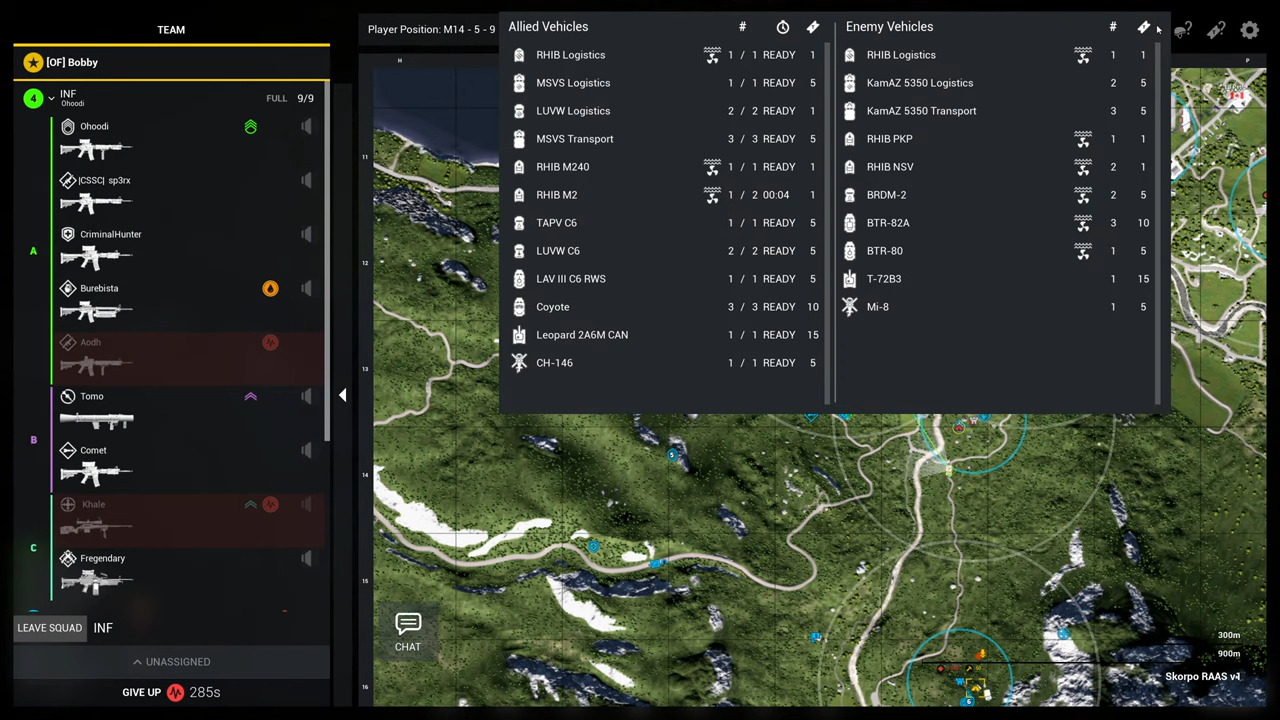 TEAM
[OF] Bobby
4 INF FULL 9/9
Ohoodi
A
Ohoodi
|CSSC| sp3rx
CriminalHunter
Burebista
Aodh
B
Tomo
Comet
C
Khale
Fregendary
LEAVE SQUAD INF
UNASSIGNED
GIVE UP 285s
Player Position: M14 - 5 - 9
Allied Vehicles #
RHIB Logistics 1 / 1 READY 1
MSVS Logistics 1 / 1 READY 5
LUVW Logistics 2 / 2 READY 1
MSVS Transport 3 / 3 READY 5
RHIB M240 1 / 1 READY 1
RHIB M2 1 / 2 00:04 1
TAPV C6 1 / 1 READY 5
LUVW C6 2 / 2 READY 5
LAV III C6 RWS 1 / 1 READY 5
Coyote 3 / 3 READY 10
Leopard 2A6M CAN 1 / 1 READY 15
CH-146 1 / 1 READY 5
Enemy Vehicles #
RHIB Logistics 1 1
KamAZ 5350 Logistics 2 5
KamAZ 5350 Transport 3 5
RHIB PKP 1 1
RHIB NSV 2 1
BRDM-2 2 5
BTR-82A 3 10
BTR-80 1 5
T-72B3 1 15
Mi-8 1 5
H
P
11
12
13
14
15
16
5
6
CHAT
300m
900m
Skorpo RAAS v1